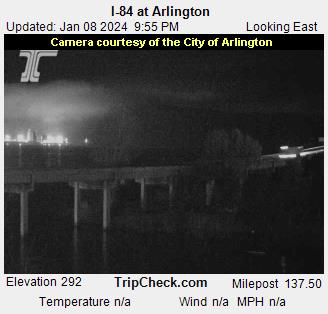 I-84 at Arlington
Updated: Jan 08 2024 9:55 PM Looking East
Camera courtesy of the City of Arlington
Elevation 292 TripCheck.com Milepost 137.50
Temperature n/a Wind n/a MPH n/a